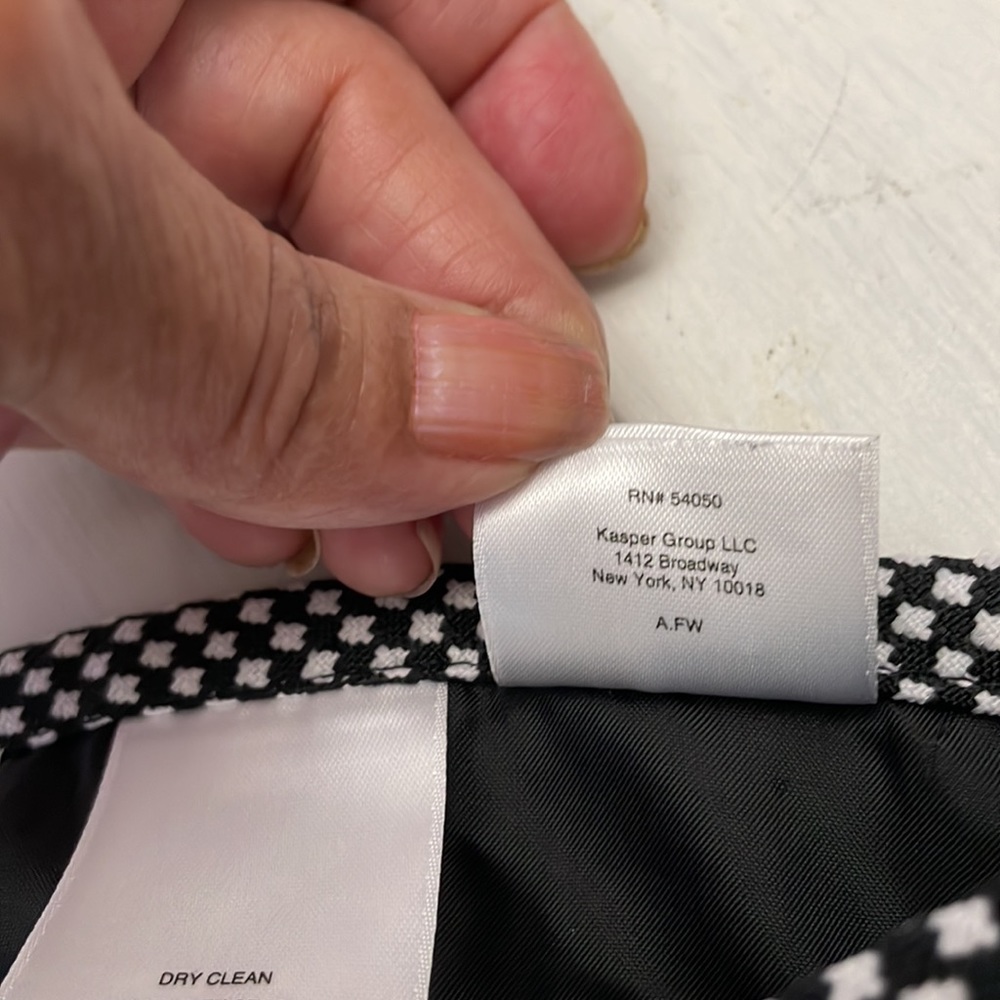 RN# 54050
Kasper Group LLC
1412 Broadway
New York, NY 10018
A.FW
DRY CLEAN